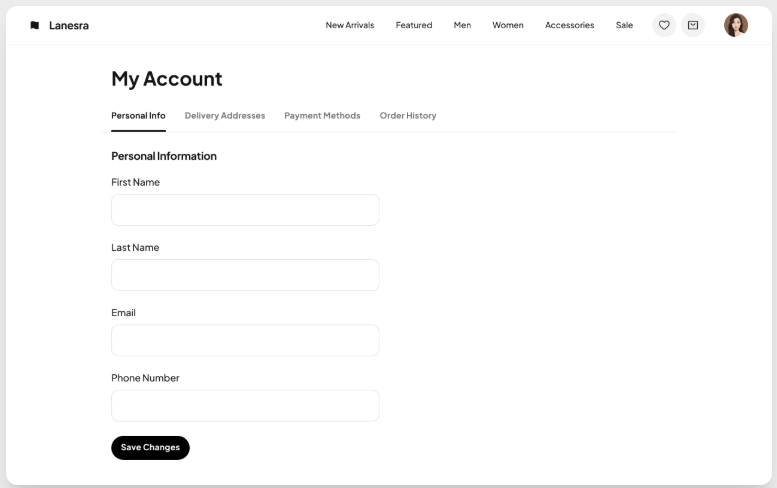 Lanesra
New Arrivals Featured Men Women Accessories Sale
My Account
Personal Info Delivery Addresses Payment Methods Order History
Personal Information
First Name
Last Name
Email
Phone Number
Save Changes